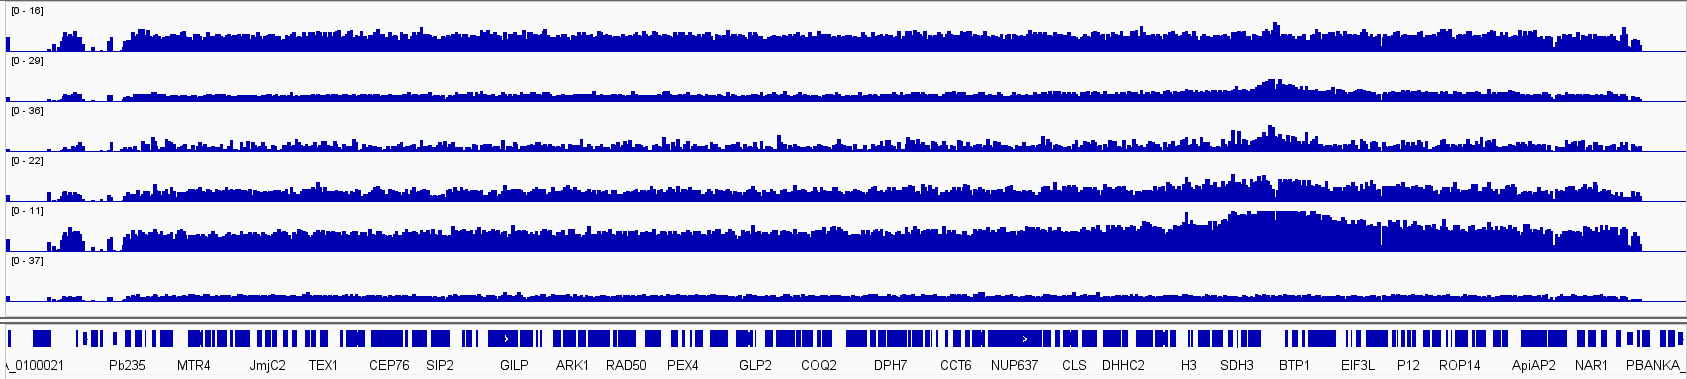 [0 - 16]
[0 - 29]
[0 - 36]
[0 - 22]
[0 - 11]
[0 - 37]
_0100021 Pb235 MTR4 JmjC2 TEX1 CEP76 SIP2 GILP ARK1 RAD50 PEX4 GLP2 COQ2 DPH7 CCT6 NUP637 CLS DHHC2 H3 SDH3 BTP1 EIF3L P12 ROP14 ApiAP2 NAR1 PBANKA_